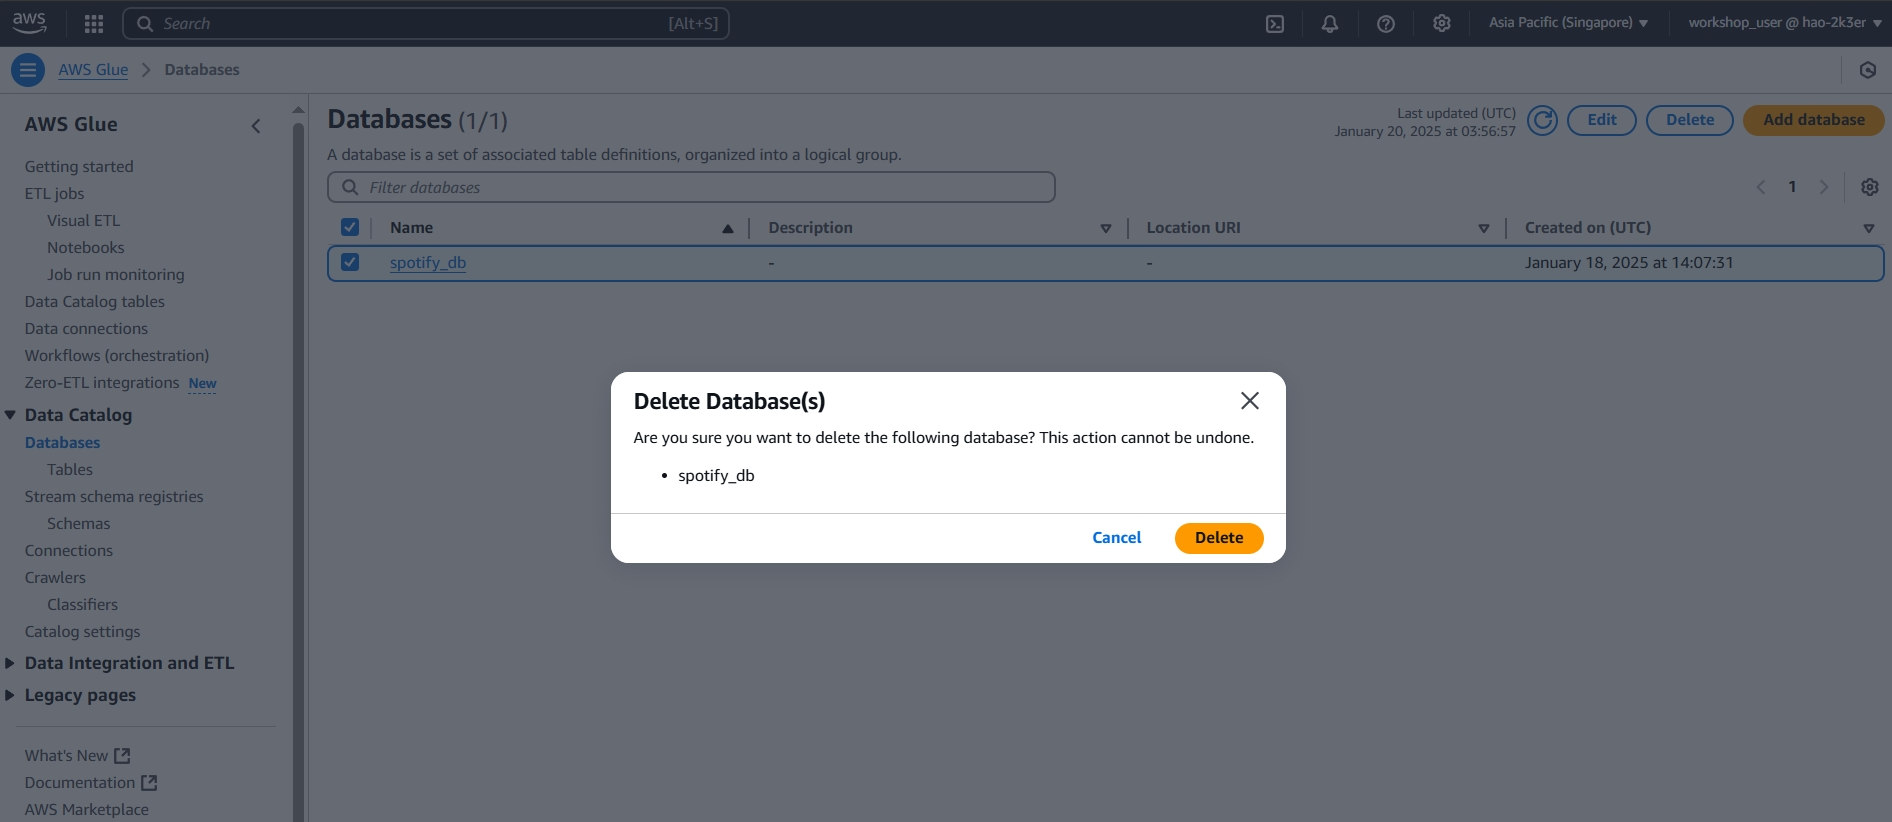 aws
Search
[Alt+S]
Asia Pacific (Singapore)
workshop_user @ hao-2k3er
AWS Glue
Databases
AWS Glue
Getting started
ETL jobs
Visual ETL
Notebooks
Job run monitoring
Data Catalog tables
Data connections
Workflows (orchestration)
Zero-ETL integrations New
Data Catalog
Databases
Tables
Stream schema registries
Schemas
Connections
Crawlers
Classifiers
Catalog settings
Data Integration and ETL
Legacy pages
What's New
Documentation
AWS Marketplace
Databases (1/1)
Last updated (UTC)
January 20, 2025 at 03:56:57
Edit
Delete
Add database
A database is a set of associated table definitions, organized into a logical group.
Filter databases
1
Name Description Location URI Created on (UTC)
spotify_db - - January 18, 2025 at 14:07:31
Delete Database(s)
Are you sure you want to delete the following database? This action cannot be undone.
• spotify_db
Cancel
Delete